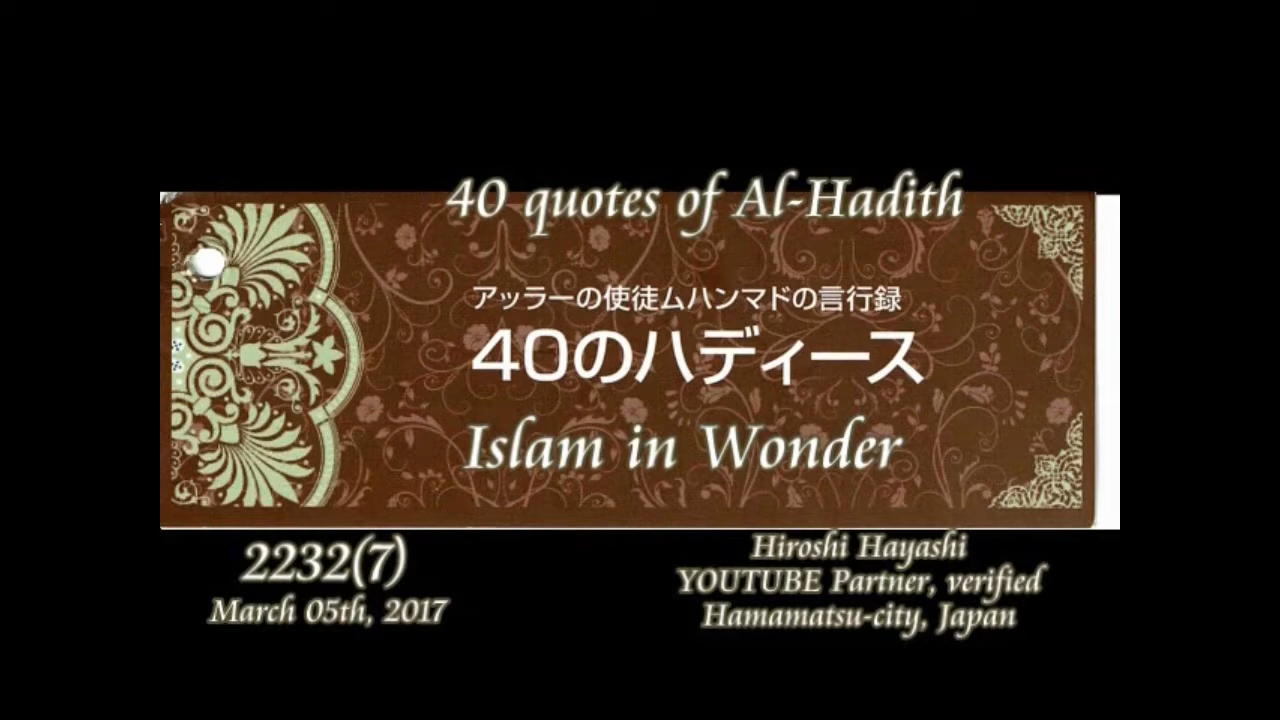 40 quotes of Al-Hadith
アッラーの使徒ムハンマドの言行録
40のハディース
Islam in Wonder
2232(7)
March 05th, 2017
Hiroshi Hayashi
YOUTUBE Partner, verified
Hamamatsu-city, Japan